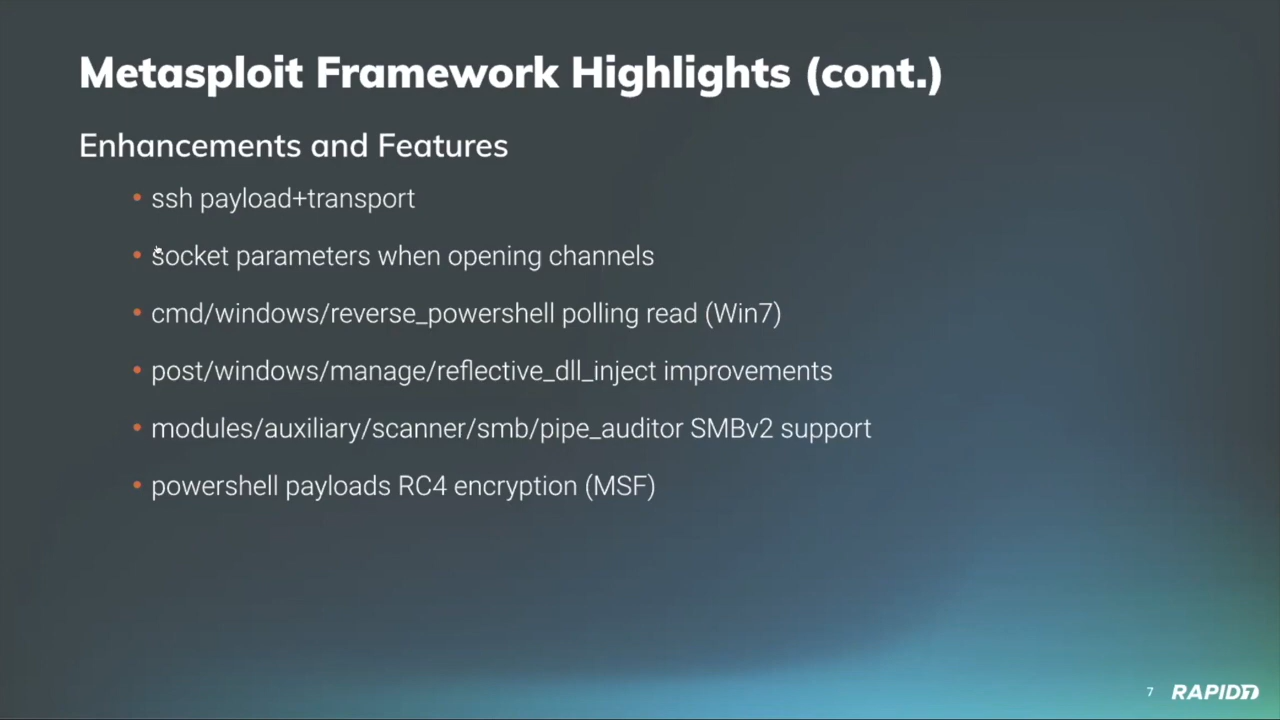 Metasploit Framework Highlights (cont.)
Enhancements and Features
• ssh payload+transport
• socket parameters when opening channels
• cmd/windows/reverse_powershell polling read (Win7)
• post/windows/manage/reflective_dll_inject improvements
• modules/auxiliary/scanner/smb/pipe_auditor SMBv2 support
• powershell payloads RC4 encryption (MSF)
7 RAPID7